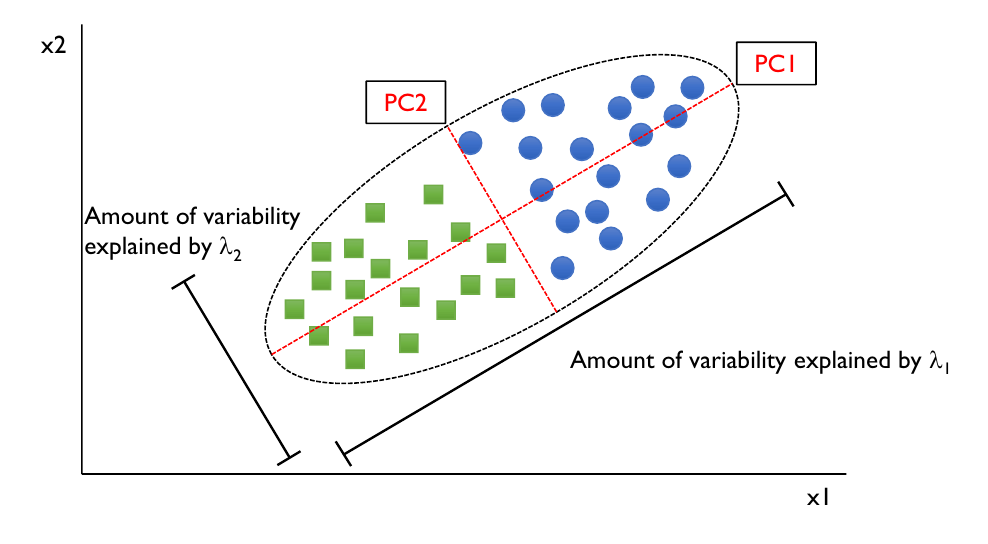 x2
PC1
PC2
Amount of variability
explained by λ2
Amount of variability explained by λ1
x1